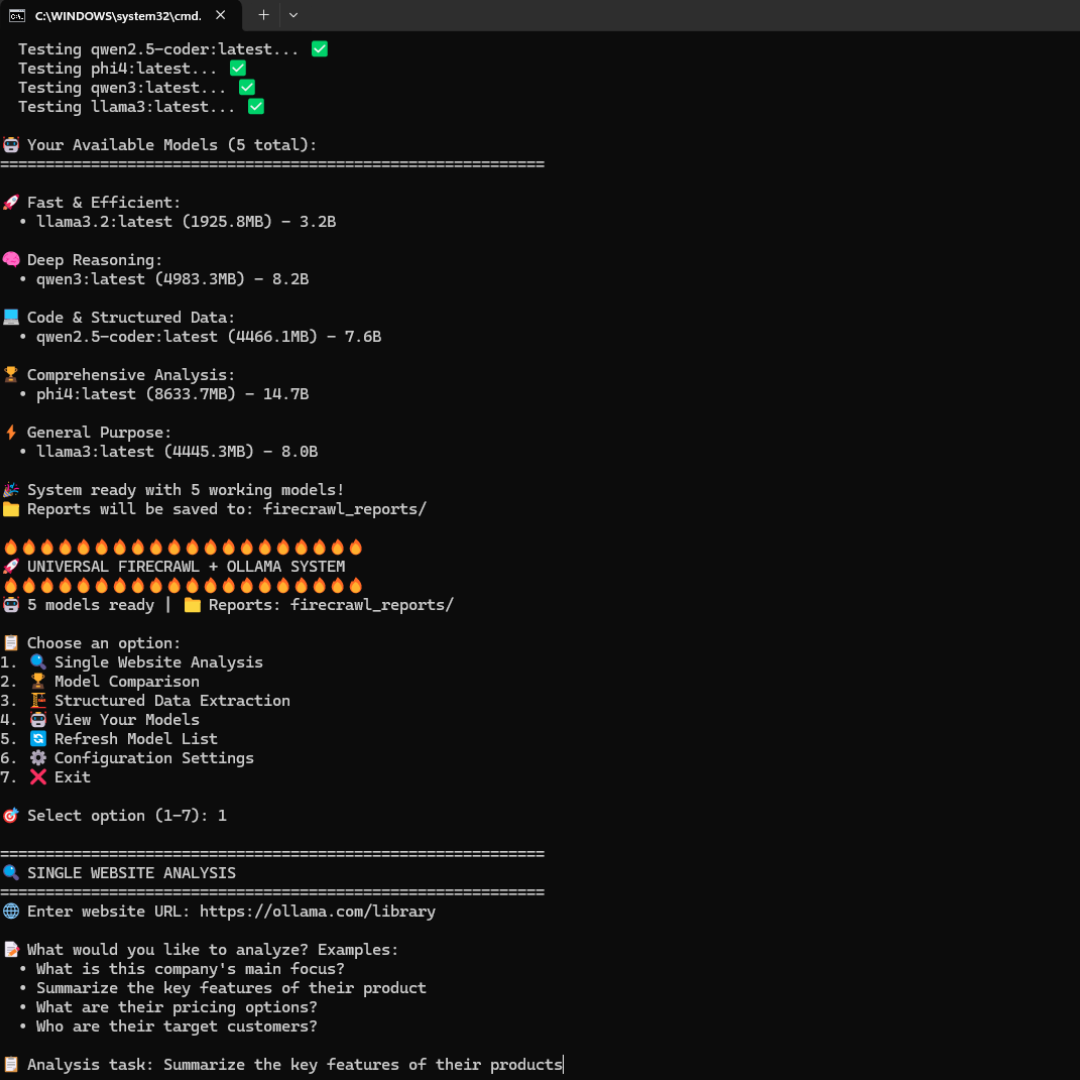 C:\WINDOWS\system32\cmd.
Testing qwen2.5-coder:latest... ✅
Testing phi4:latest... ✅
Testing qwen3:latest... ✅
Testing llama3:latest... ✅
🤖 Your Available Models (5 total):
============================================================
🚀 Fast & Efficient:
• llama3.2:latest (1925.8MB) - 3.2B
🧠 Deep Reasoning:
• qwen3:latest (4983.3MB) - 8.2B
💻 Code & Structured Data:
• qwen2.5-coder:latest (4466.1MB) - 7.6B
🏆 Comprehensive Analysis:
• phi4:latest (8633.7MB) - 14.7B
⚡ General Purpose:
• llama3:latest (4445.3MB) - 8.0B
🎉 System ready with 5 working models!
📁 Reports will be saved to: firecrawl_reports/
🔥🔥🔥🔥🔥🔥🔥🔥🔥🔥🔥🔥🔥🔥🔥🔥🔥🔥🔥🔥
🚀 UNIVERSAL FIRECRAWL + OLLAMA SYSTEM
🔥🔥🔥🔥🔥🔥🔥🔥🔥🔥🔥🔥🔥🔥🔥🔥🔥🔥🔥🔥
🤖 5 models ready | 📁 Reports: firecrawl_reports/
📋 Choose an option:
1. 🔍 Single Website Analysis
2. 🏆 Model Comparison
3. 🏗️ Structured Data Extraction
4. 🤖 View Your Models
5. 🔄 Refresh Model List
6. ⚙️ Configuration Settings
7. ❌ Exit
🎯 Select option (1-7): 1
============================================================
🔍 SINGLE WEBSITE ANALYSIS
============================================================
🌐 Enter website URL: https://ollama.com/library
📝 What would you like to analyze? Examples:
• What is this company's main focus?
• Summarize the key features of their product
• What are their pricing options?
• Who are their target customers?
📋 Analysis task: Summarize the key features of their products